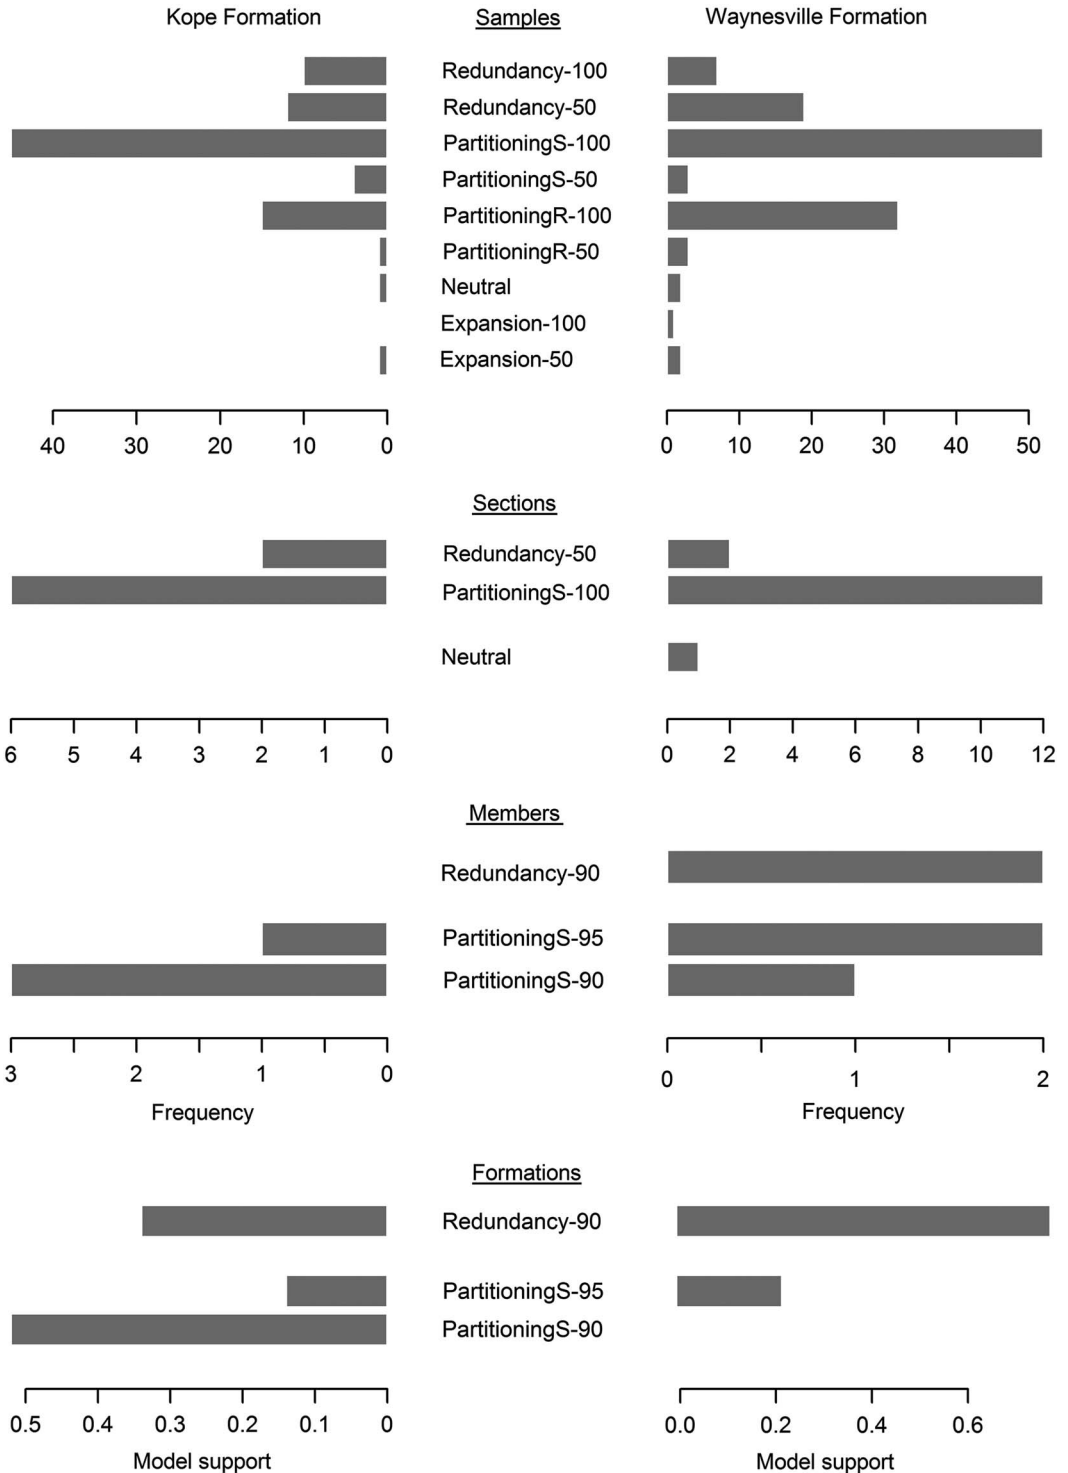 Kope Formation Samples Waynesville Formation
Redundancy-100
Redundancy-50
PartitioningS-100
PartitioningS-50
PartitioningR-100
PartitioningR-50
Neutral
Expansion-100
Expansion-50
40 30 20 10 0 0 10 20 30 40 50
Sections
Redundancy-50
PartitioningS-100
Neutral
6 5 4 3 2 1 0 0 2 4 6 8 10 12
Members
Redundancy-90
PartitioningS-95
PartitioningS-90
3 2 1 0 0 1 2
Frequency Frequency
Formations
Redundancy-90
PartitioningS-95
PartitioningS-90
0.5 0.4 0.3 0.2 0.1 0 0.0 0.2 0.4 0.6
Model support Model support